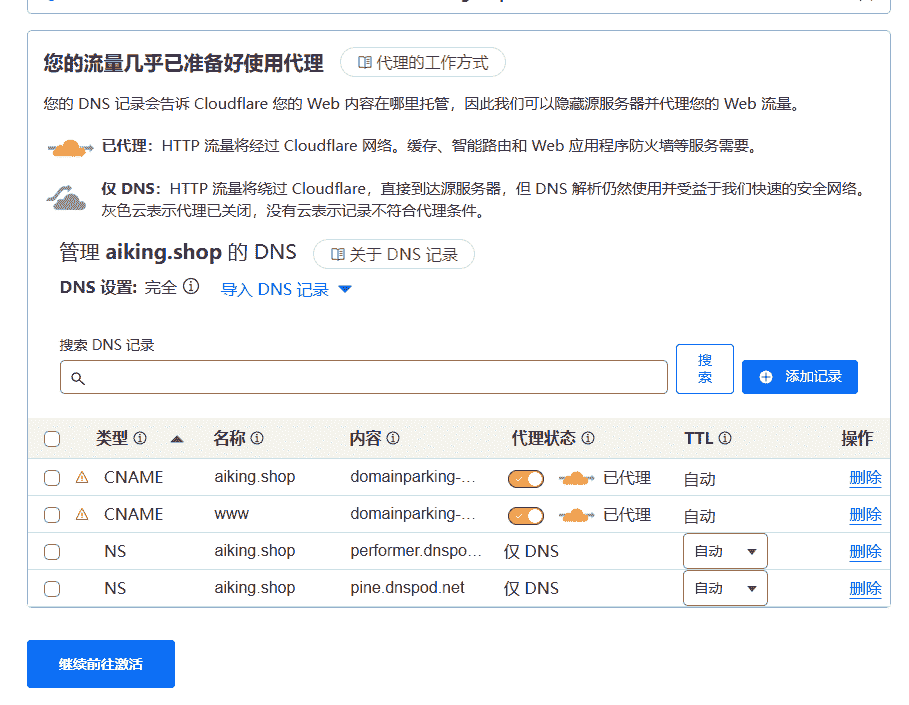 您的流量几乎已准备好使用代理 代理的工作方式
您的 DNS 记录会告诉 Cloudflare 您的 Web 内容在哪里托管，因此我们可以隐藏源服务器并代理您的 Web 流量。
已代理：HTTP 流量将经过 Cloudflare 网络。缓存、智能路由和 Web 应用程序防火墙等服务需要。
仅 DNS：HTTP 流量将绕过 Cloudflare，直接到达源服务器，但 DNS 解析仍然使用并受益于我们快速的安全网络。
灰色云表示代理已关闭，没有云表示记录不符合代理条件。
管理 aiking.shop 的 DNS 关于 DNS 记录
DNS 设置: 完全 导入 DNS 记录
搜索 DNS 记录
搜
索
添加记录
类型 名称 内容 代理状态 TTL 操作
CNAME aiking.shop domainparking-... 已代理 自动 删除
CNAME www domainparking-... 已代理 自动 删除
NS aiking.shop performer.dnspo... 仅 DNS 自动 删除
NS aiking.shop pine.dnspod.net 仅 DNS 自动 删除
继续前往激活